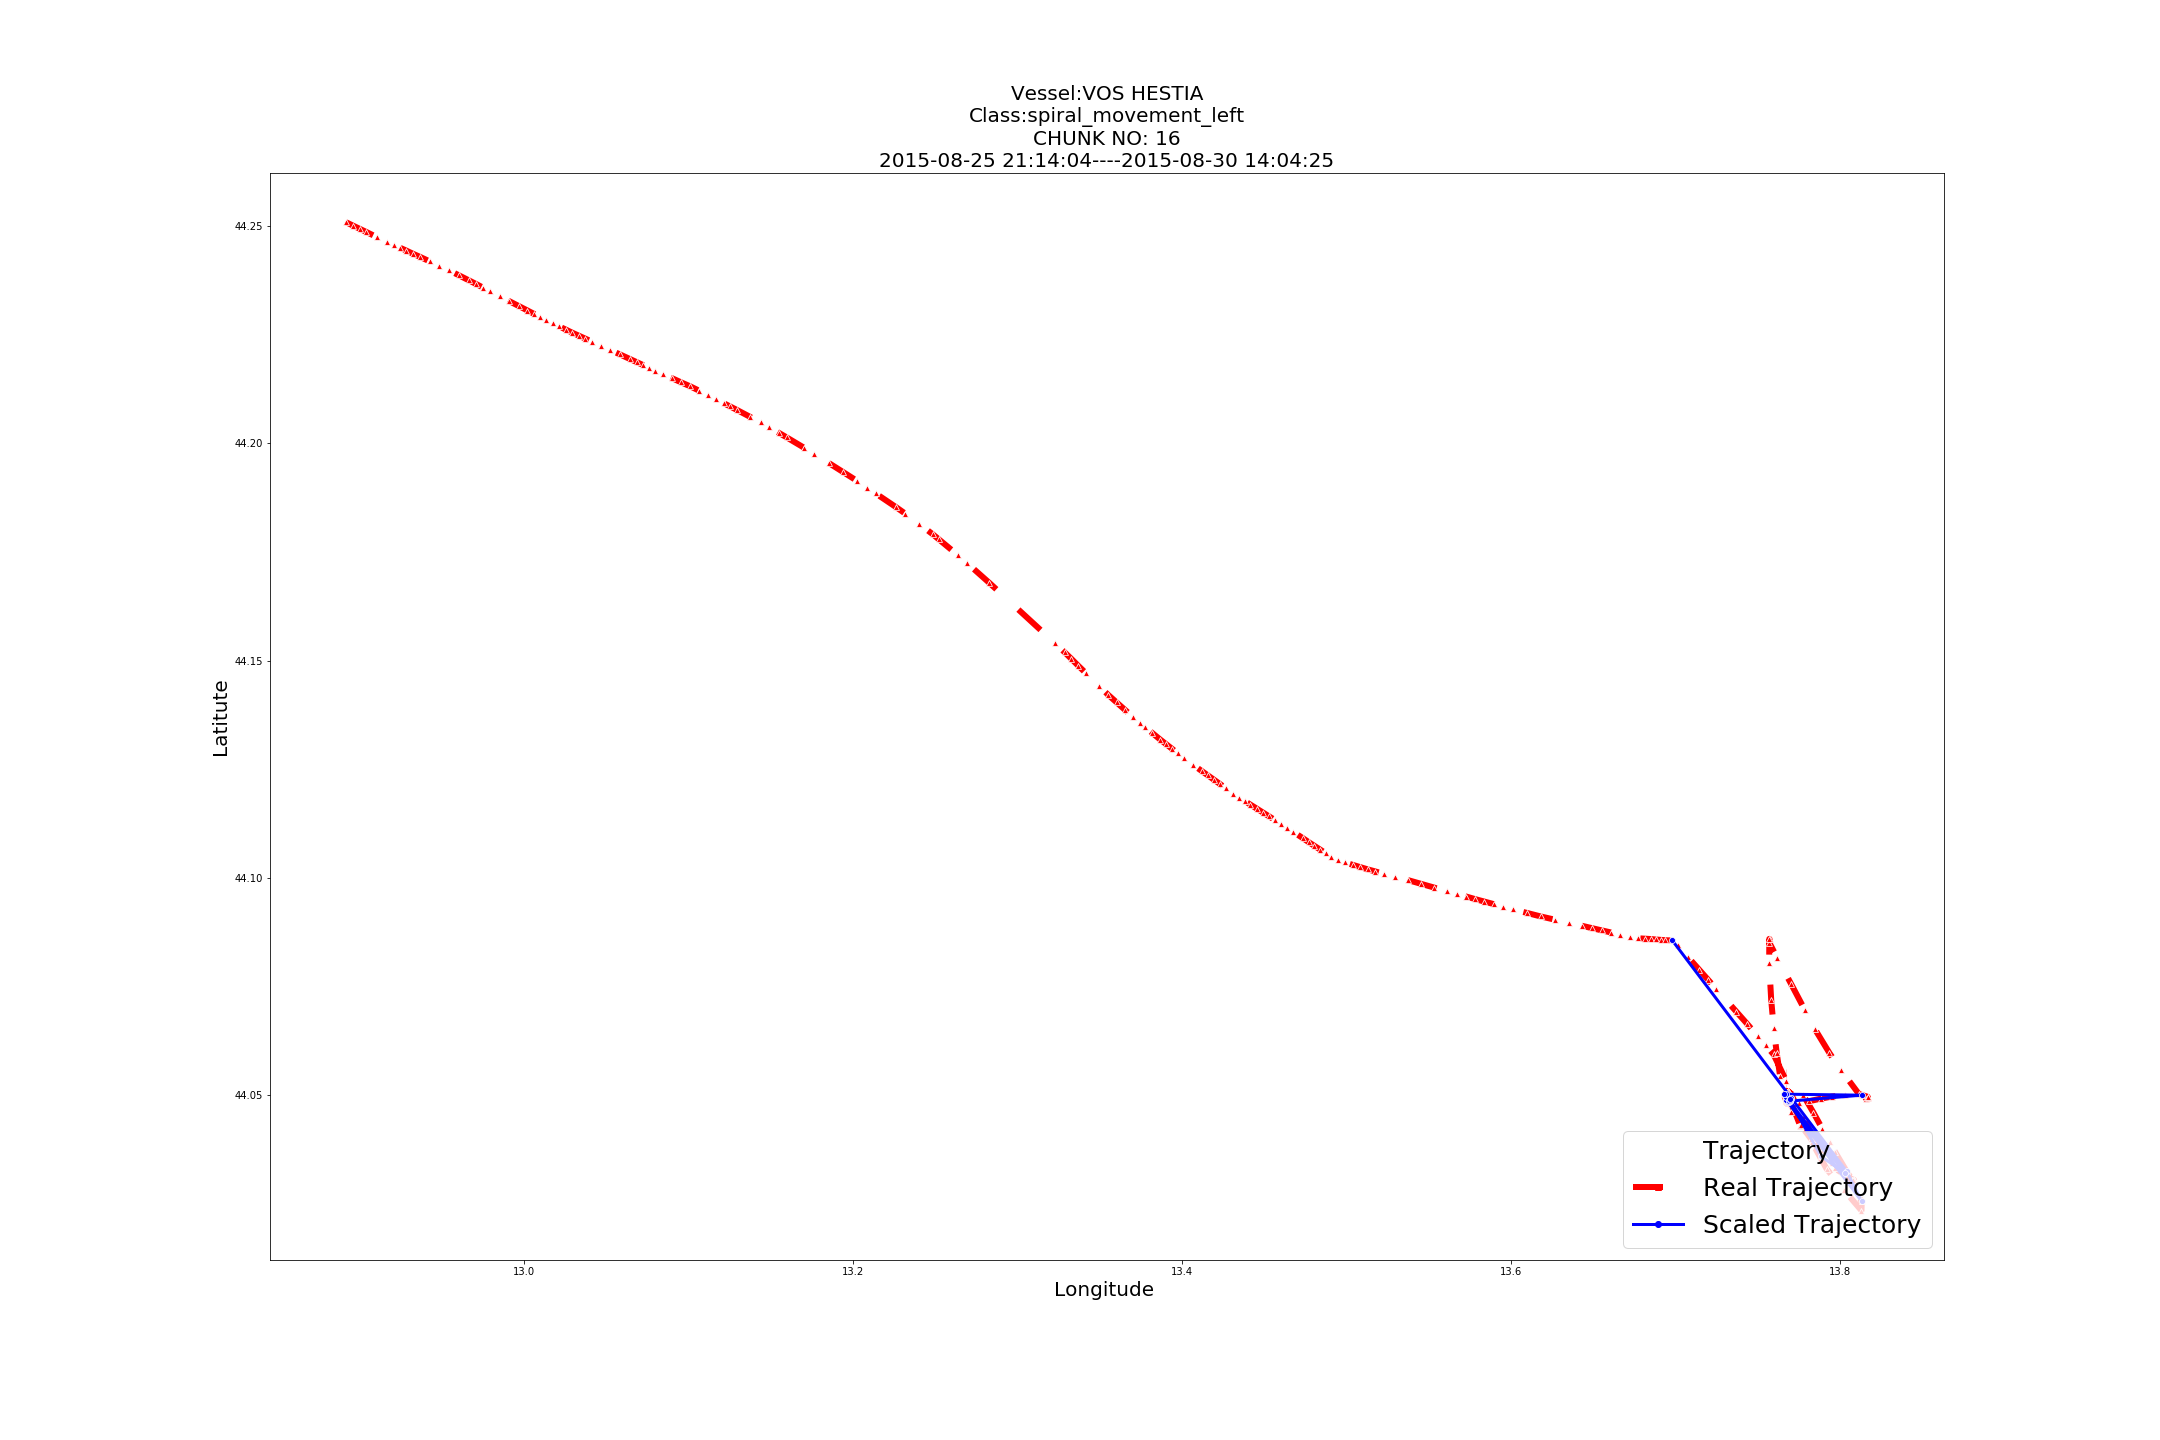 Vessel:VOS HESTIA
Class:spiral_movement_left
CHUNK NO: 16
2015-08-25 21:14:04----2015-08-30 14:04:25
44.25
44.20
44.15
44.10
44.05
Latitute
13.0
13.2
13.4
13.6
13.8
Longitude
Trajectory
Real Trajectory
Scaled Trajectory